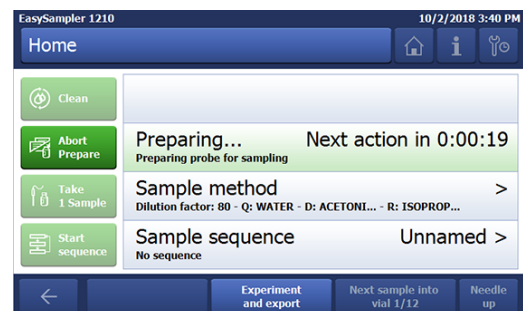 EasySampler 1210
10/2/2018 3:40 PM
Home
Clean
Abort
Prepare
Preparing...
Next action in 0:00:19
Preparing probe for sampling
Take
1 Sample
Sample method >
Dilution factor: 80 - Q: WATER - D: ACETONI... - R: ISOPROP...
Start
sequence
Sample sequence
Unnamed >
No sequence
Experiment
and export
Next sample into
vial 1/12
Needle
up